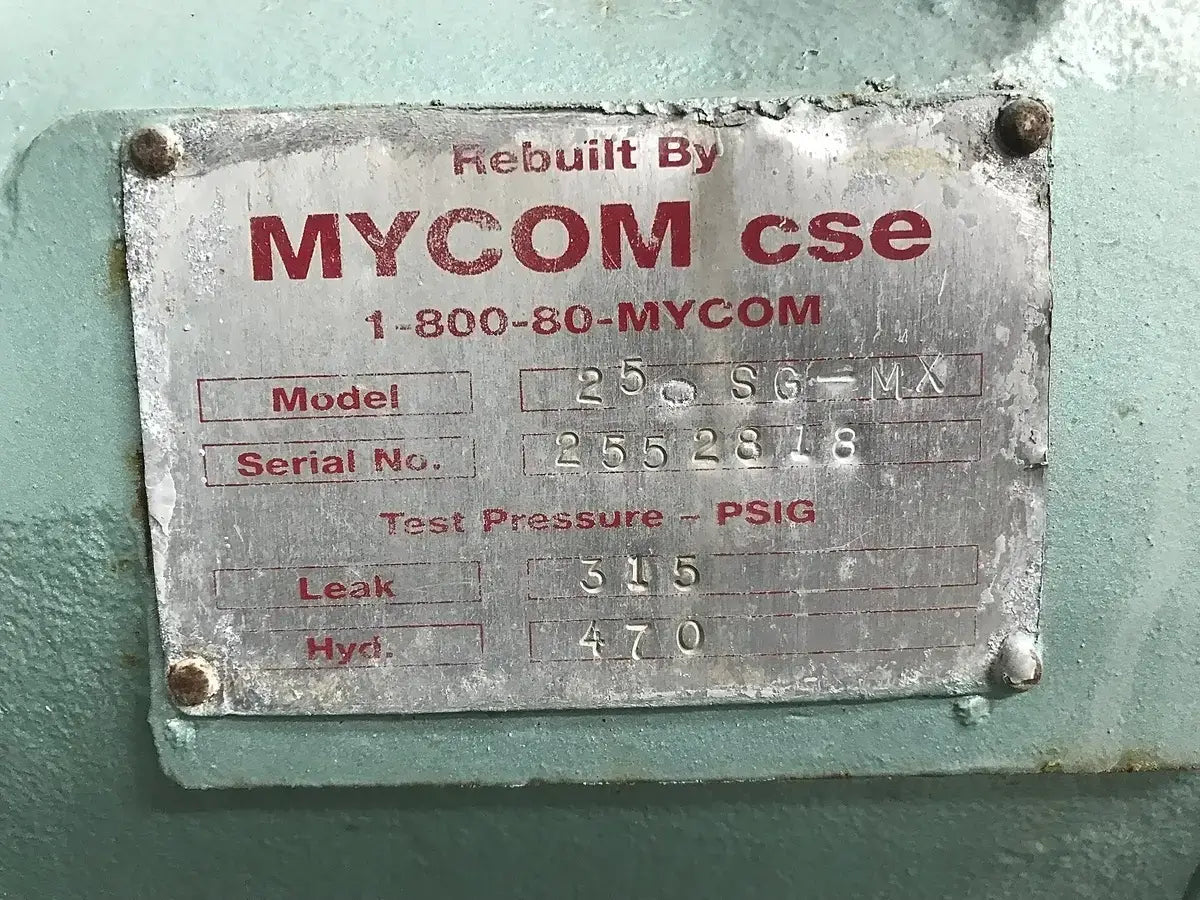 Rebuilt By
MYCOM cse
1-800-80-MYCOM
Model 25 SG-MX
Serial No. 2552818
Test Pressure - PSIG
Leak 315
Hyd. 470